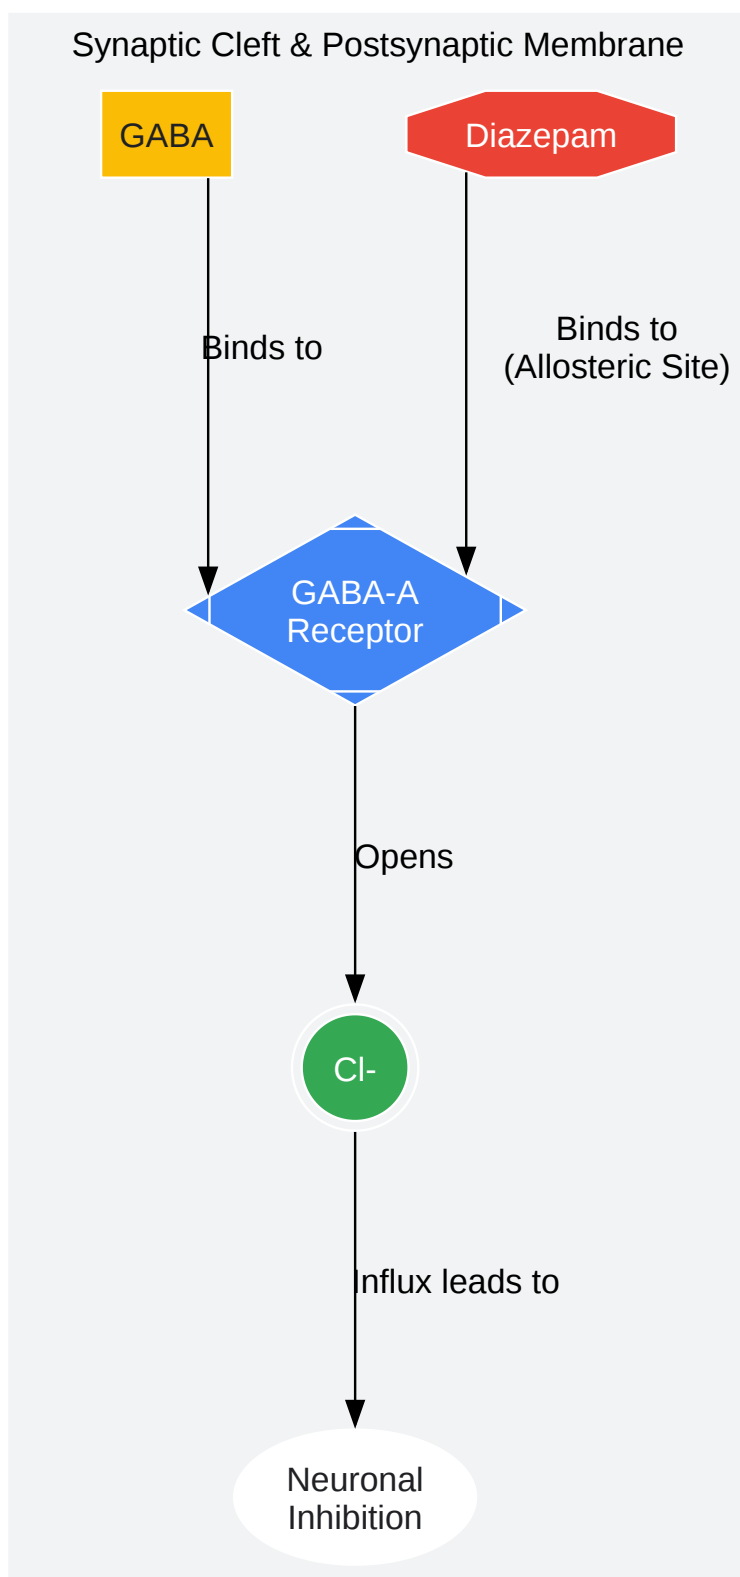 Synaptic Cleft & Postsynaptic Membrane
GABA
Diazepam
Binds to
Binds to
(Allosteric Site)
GABA-A
Receptor
Opens
Cl-
Influx leads to
Neuronal
Inhibition